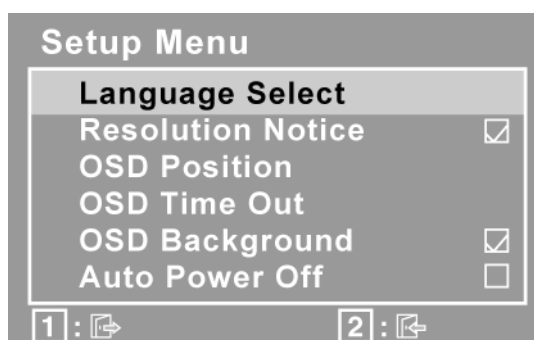 Setup Menu
Language Select
Resolution Notice
OSD Position
OSD Time Out
OSD Background
Auto Power Off
1 : 2 :